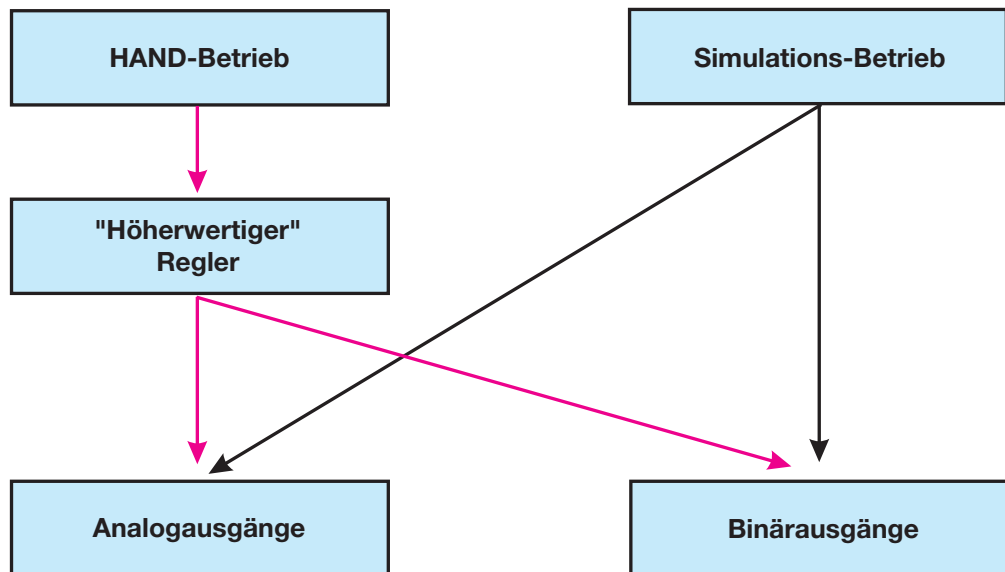 HAND-Betrieb
Simulations-Betrieb
"Höherwertiger"
Regler
Analogausgänge
Binärausgänge